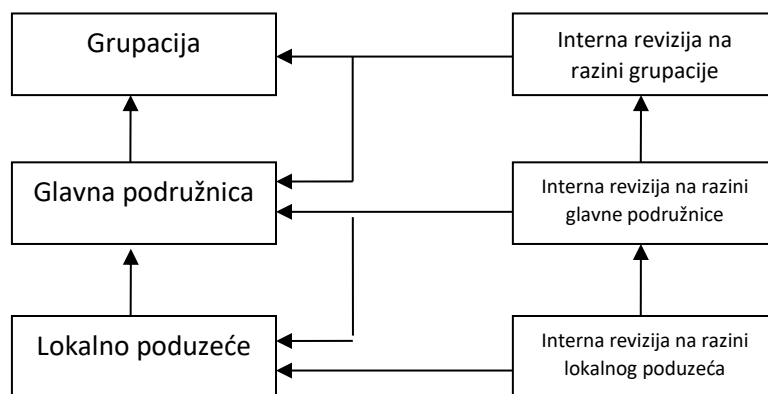 Grupacija
Interna revizija na
razini grupacije
Glavna podružnica
Interna revizija na razini
glavne podružnice
Lokalno poduzeće
Interna revizija na razini
lokalnog poduzeća